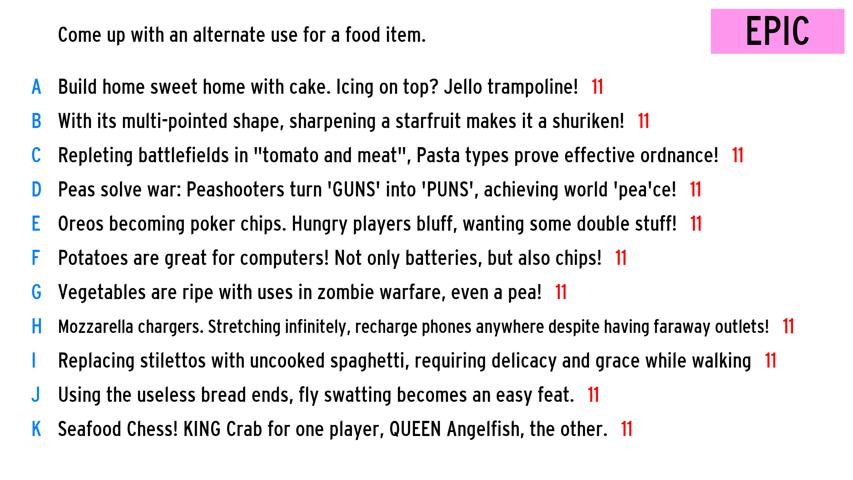 Come up with an alternate use for a food item.
EPIC
A Build home sweet home with cake. Icing on top? Jello trampoline! 11
B With its multi-pointed shape, sharpening a starfruit makes it a shuriken! 11
C Repleting battlefields in "tomato and meat", Pasta types prove effective ordnance! 11
D Peas solve war: Peashooters turn 'GUNS' into 'PUNS', achieving world 'pea'ce! 11
E Oreos becoming poker chips. Hungry players bluff, wanting some double stuff! 11
F Potatoes are great for computers! Not only batteries, but also chips! 11
G Vegetables are ripe with uses in zombie warfare, even a pea! 11
H Mozzarella chargers. Stretching infinitely, recharge phones anywhere despite having faraway outlets! 11
I Replacing stilettos with uncooked spaghetti, requiring delicacy and grace while walking 11
J Using the useless bread ends, fly swatting becomes an easy feat. 11
K Seafood Chess! KING Crab for one player, QUEEN Angelfish, the other. 11